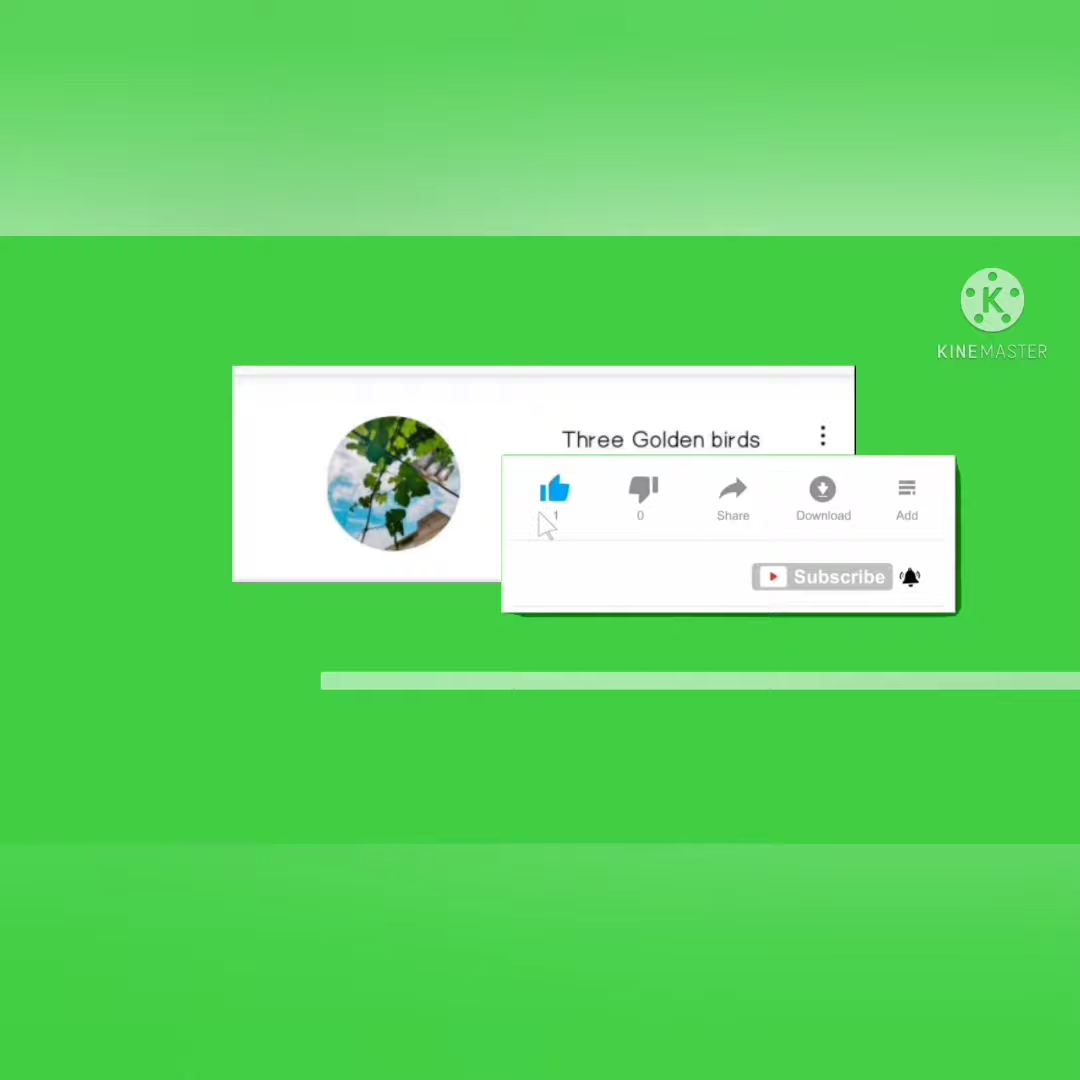 KINEMASTER
Three Golden birds
1
0
Share
Download
Add
Subscribe